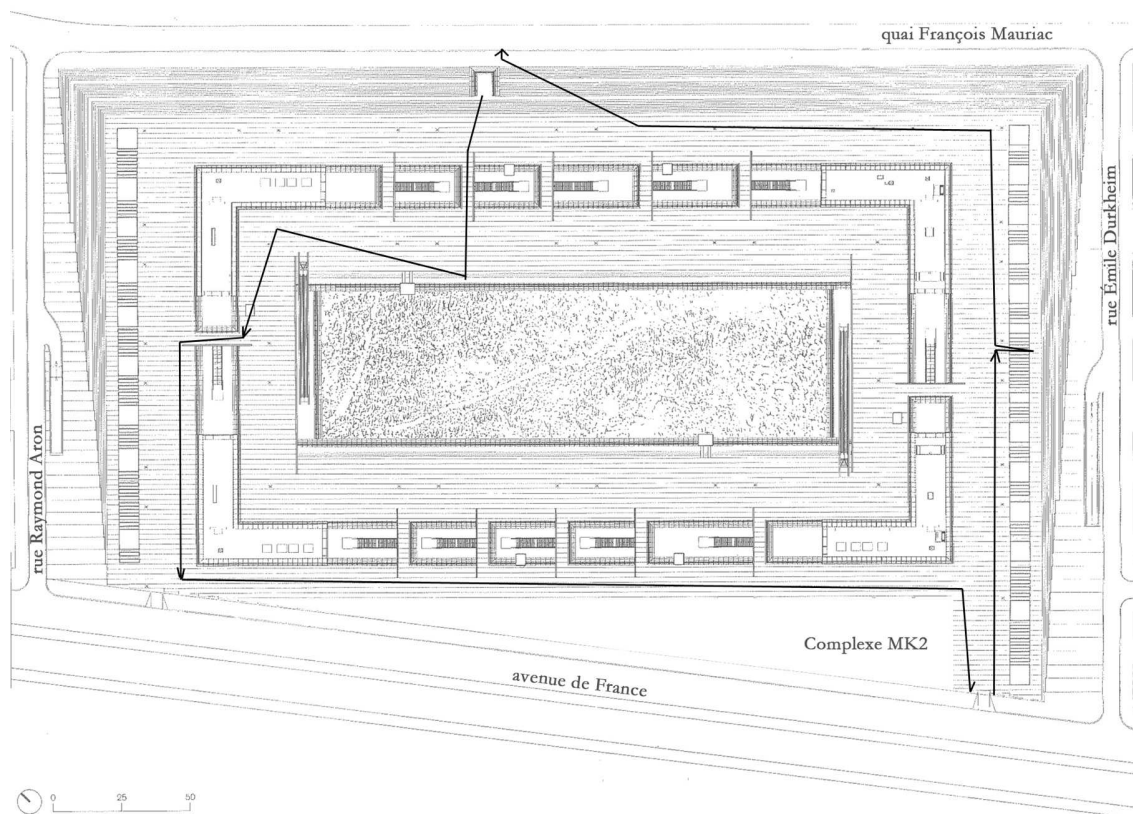 quai François Mauriac
rue Émile Durkheim
rue Raymond Aron
Complexe MK2
avenue de France
0 25 50